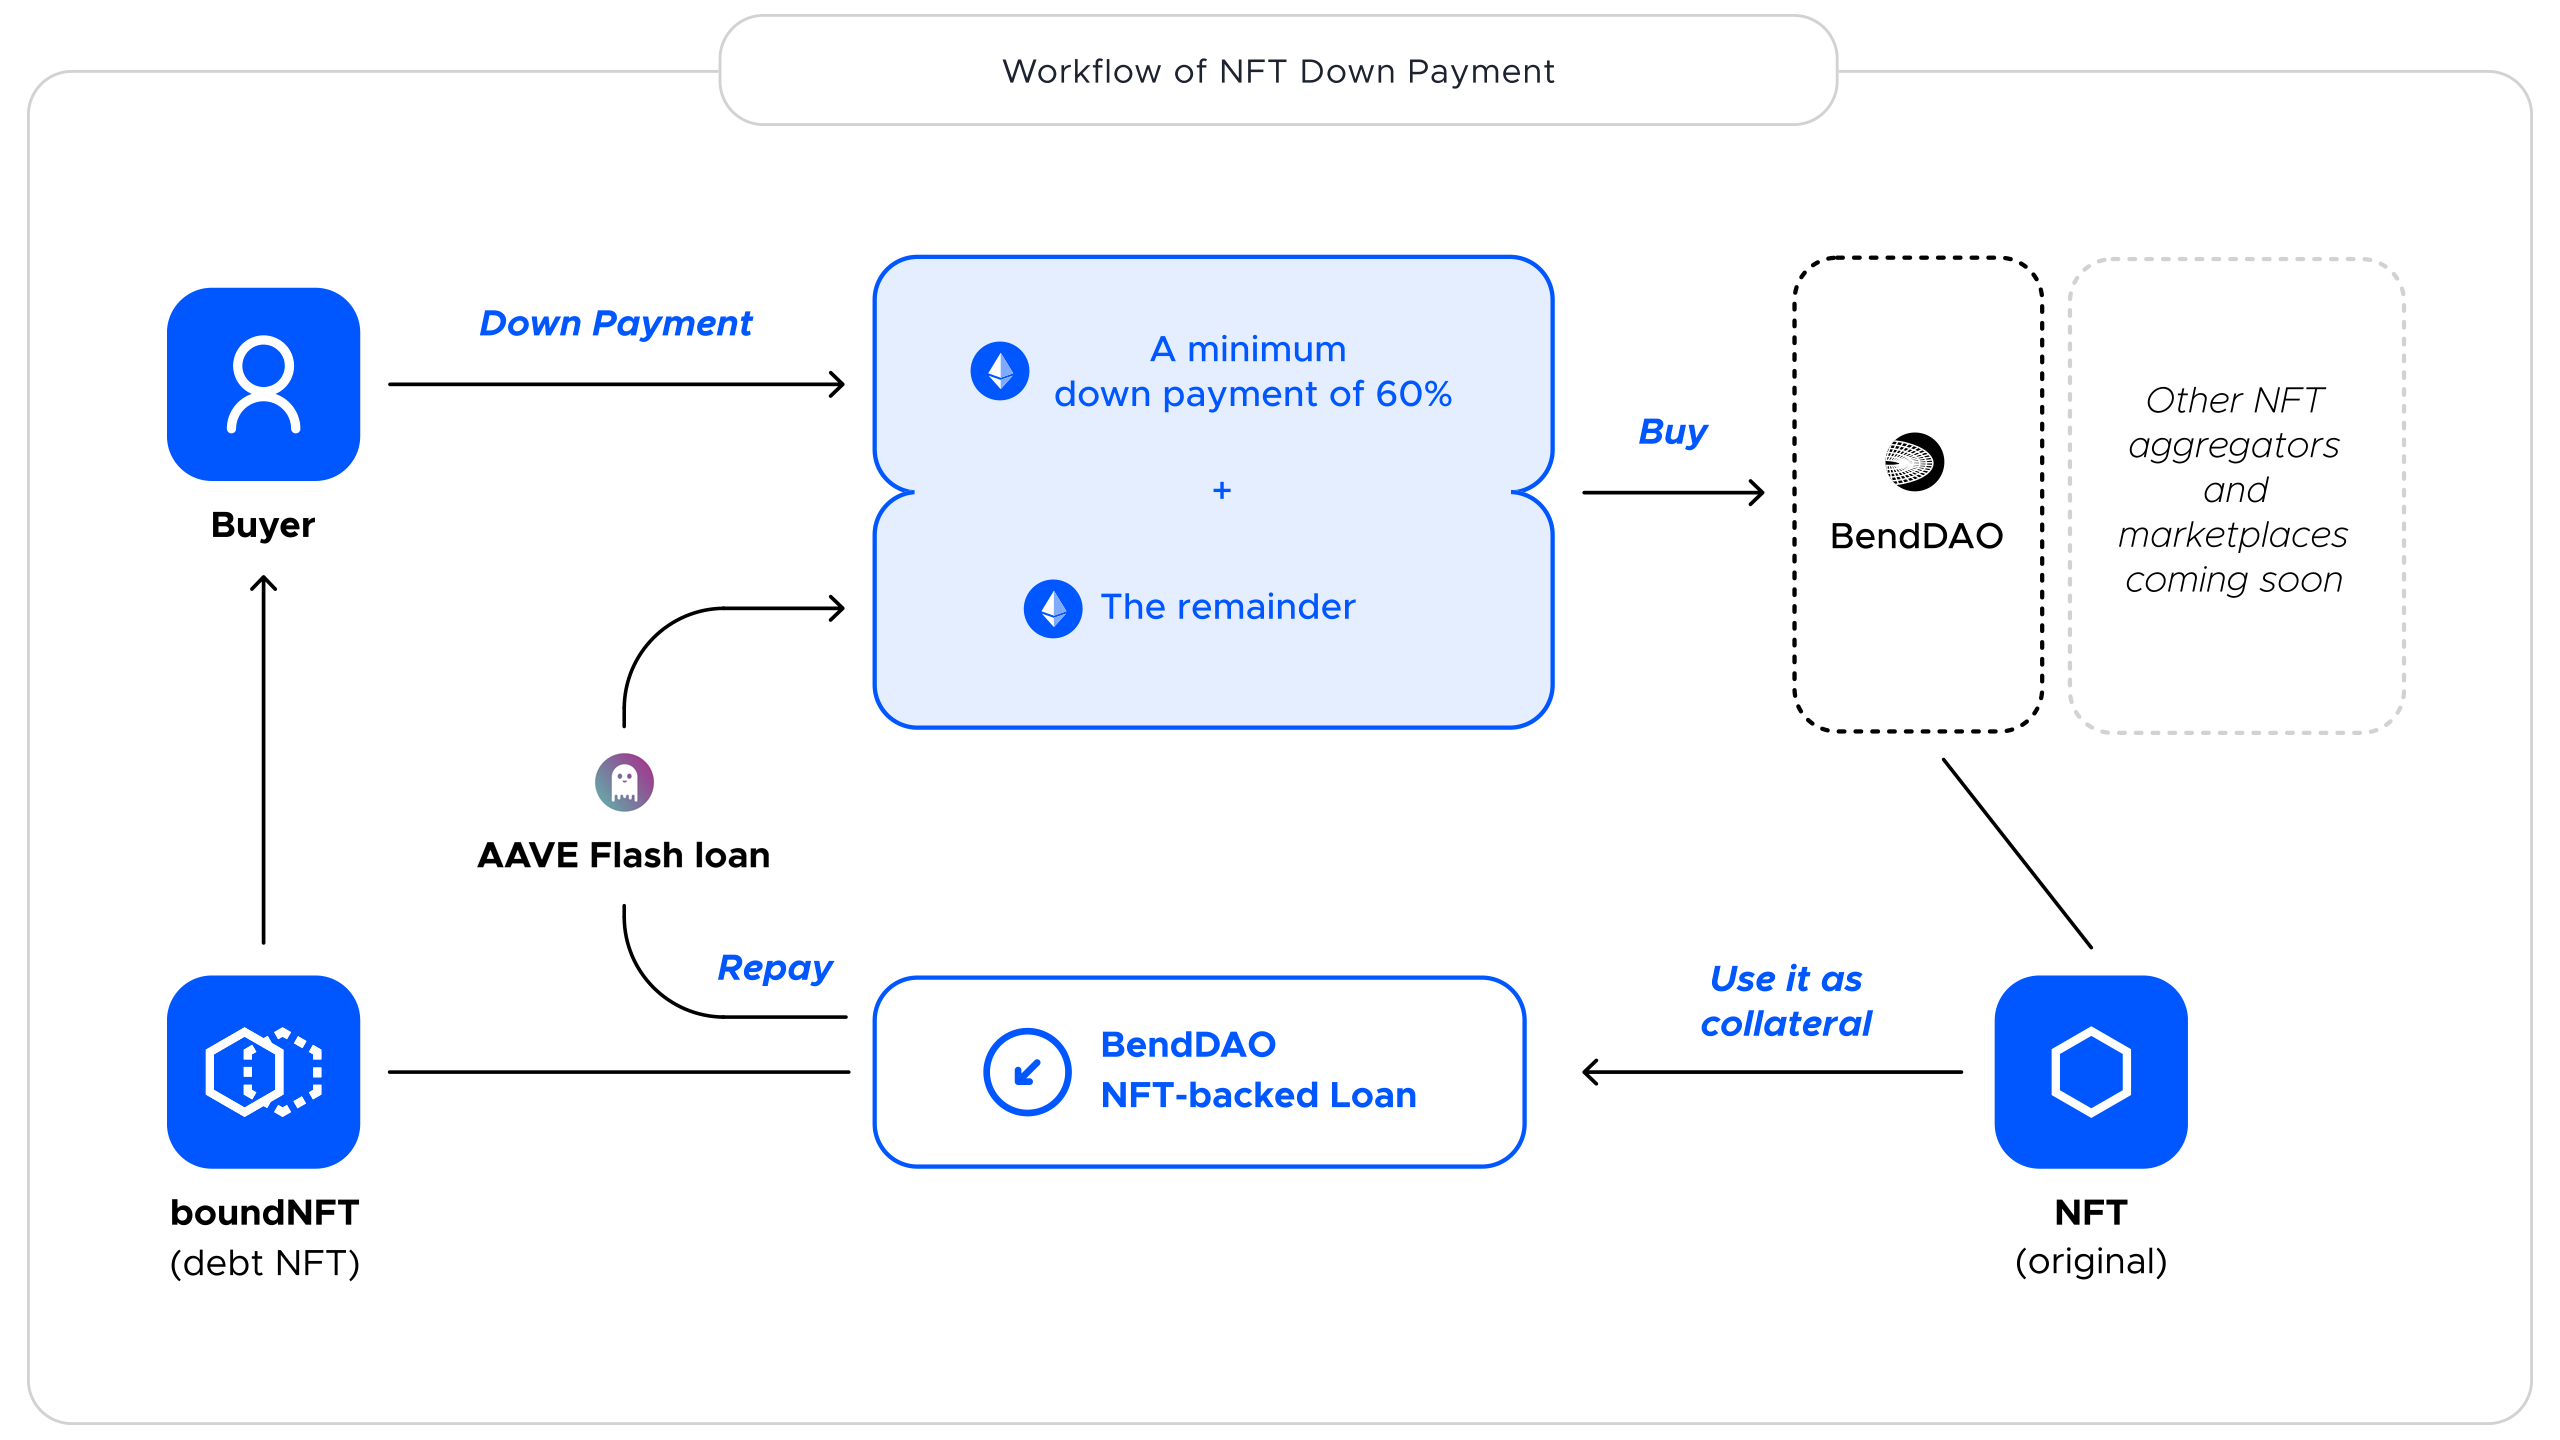 Workflow of NFT Down Payment
Down Payment
A minimum
down payment of 60%
+
The remainder
Buyer
Buy
BendDAO
Other NFT
aggregators
and
marketplaces
coming soon
AAVE Flash loan
Repay
BendDAO
NFT-backed Loan
Use it as
collateral
boundNFT
(debt NFT)
NFT
(original)